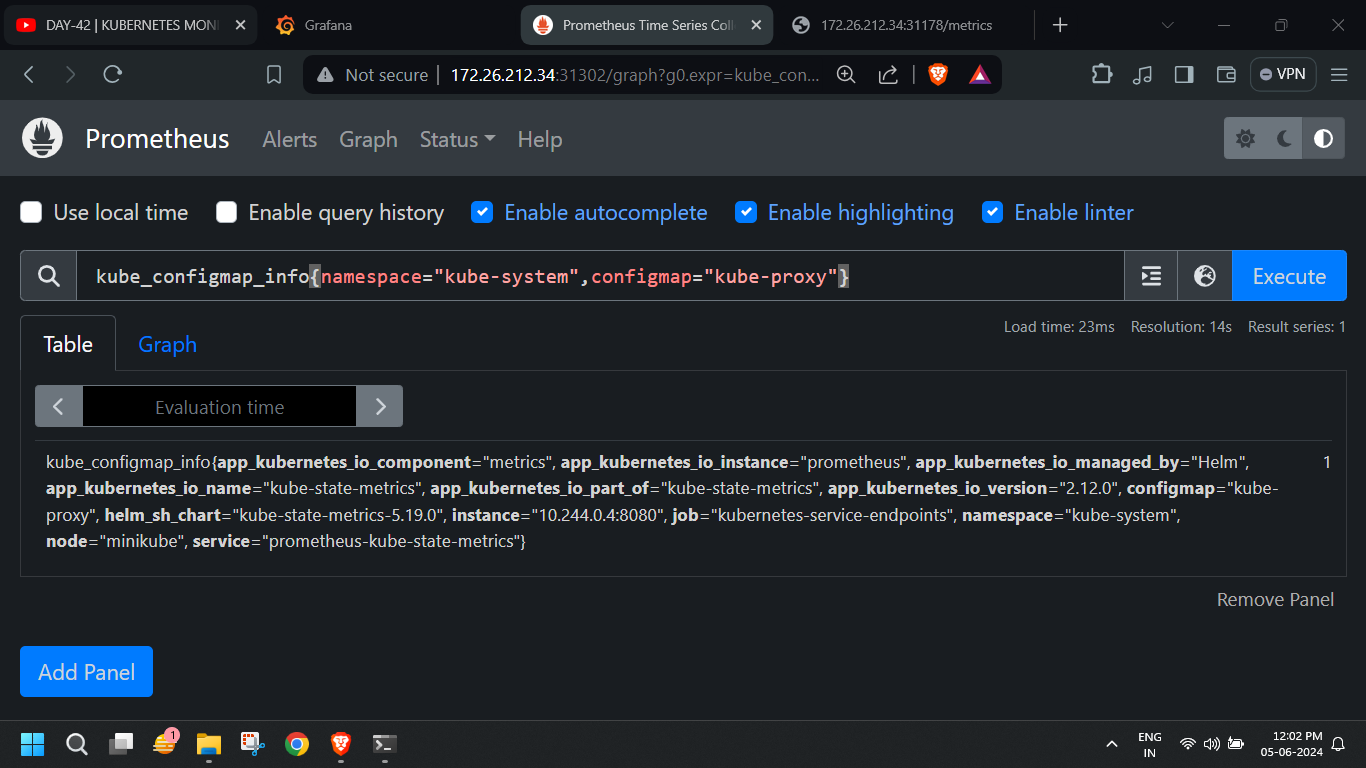 DAY-42 | KUBERNETES MONI
Grafana
Prometheus Time Series Coll
172.26.212.34:31178/metrics
Not secure
172.26.212.34:31302/graph?g0.expr=kube_con...
VPN
Prometheus
Alerts
Graph
Status
Help
Use local time
Enable query history
Enable autocomplete
Enable highlighting
Enable linter
kube_configmap_info{namespace="kube-system",configmap="kube-proxy"}
Execute
Load time: 23ms Resolution: 14s Result series: 1
Table
Graph
Evaluation time
kube_configmap_info{app_kubernetes_io_component="metrics", app_kubernetes_io_instance="prometheus", app_kubernetes_io_managed_by="Helm", 1
app_kubernetes_io_name="kube-state-metrics", app_kubernetes_io_part_of="kube-state-metrics", app_kubernetes_io_version="2.12.0", configmap="kube-
proxy", helm_sh_chart="kube-state-metrics-5.19.0", instance="10.244.0.4:8080", job="kubernetes-service-endpoints", namespace="kube-system",
node="minikube", service="prometheus-kube-state-metrics"}
Remove Panel
Add Panel
1
ENG
IN
12:02 PM
05-06-2024